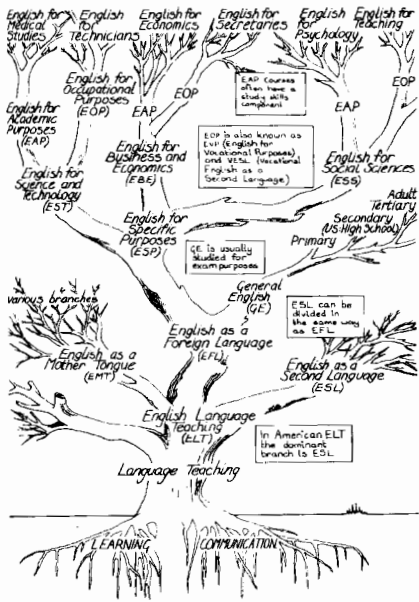 English for
Medical
Studies
English
for
Technicians
English for
Economics
English for
Secretaries
English
for
Psychology
English for
Teaching
English for
Occupational
Purposes
(EOP)
EAP
EOP
EAP courses
often have a
study skills
component
EAP
EOP
English for
Academic
Purposes
(EAP)
English for
Business and
Economics
(EBE)
EOP is also known as
EVP (English for
Vocational Purposes)
and VESL (Vocational
English as a
Second Language)
English for
Social Sciences
(ESS)
English for
Science and
Technology
(EST)
English for
Specific
Purposes
(ESP)
GE is usually
studied for
exam purposes
Adult
Tertiary
Secondary
(US:High School)
Primary
General
English
(GE)
various branches
ESL can be
divided in
the same way
as EFL
English as a
Foreign Language
(EFL)
English as a
Mother Tongue
(EMT)
English as a
Second Language
(ESL)
English Language
Teaching
(ELT)
In American ELT
the dominant
branch is ESL
Language Teaching
LEARNING
COMMUNICATION